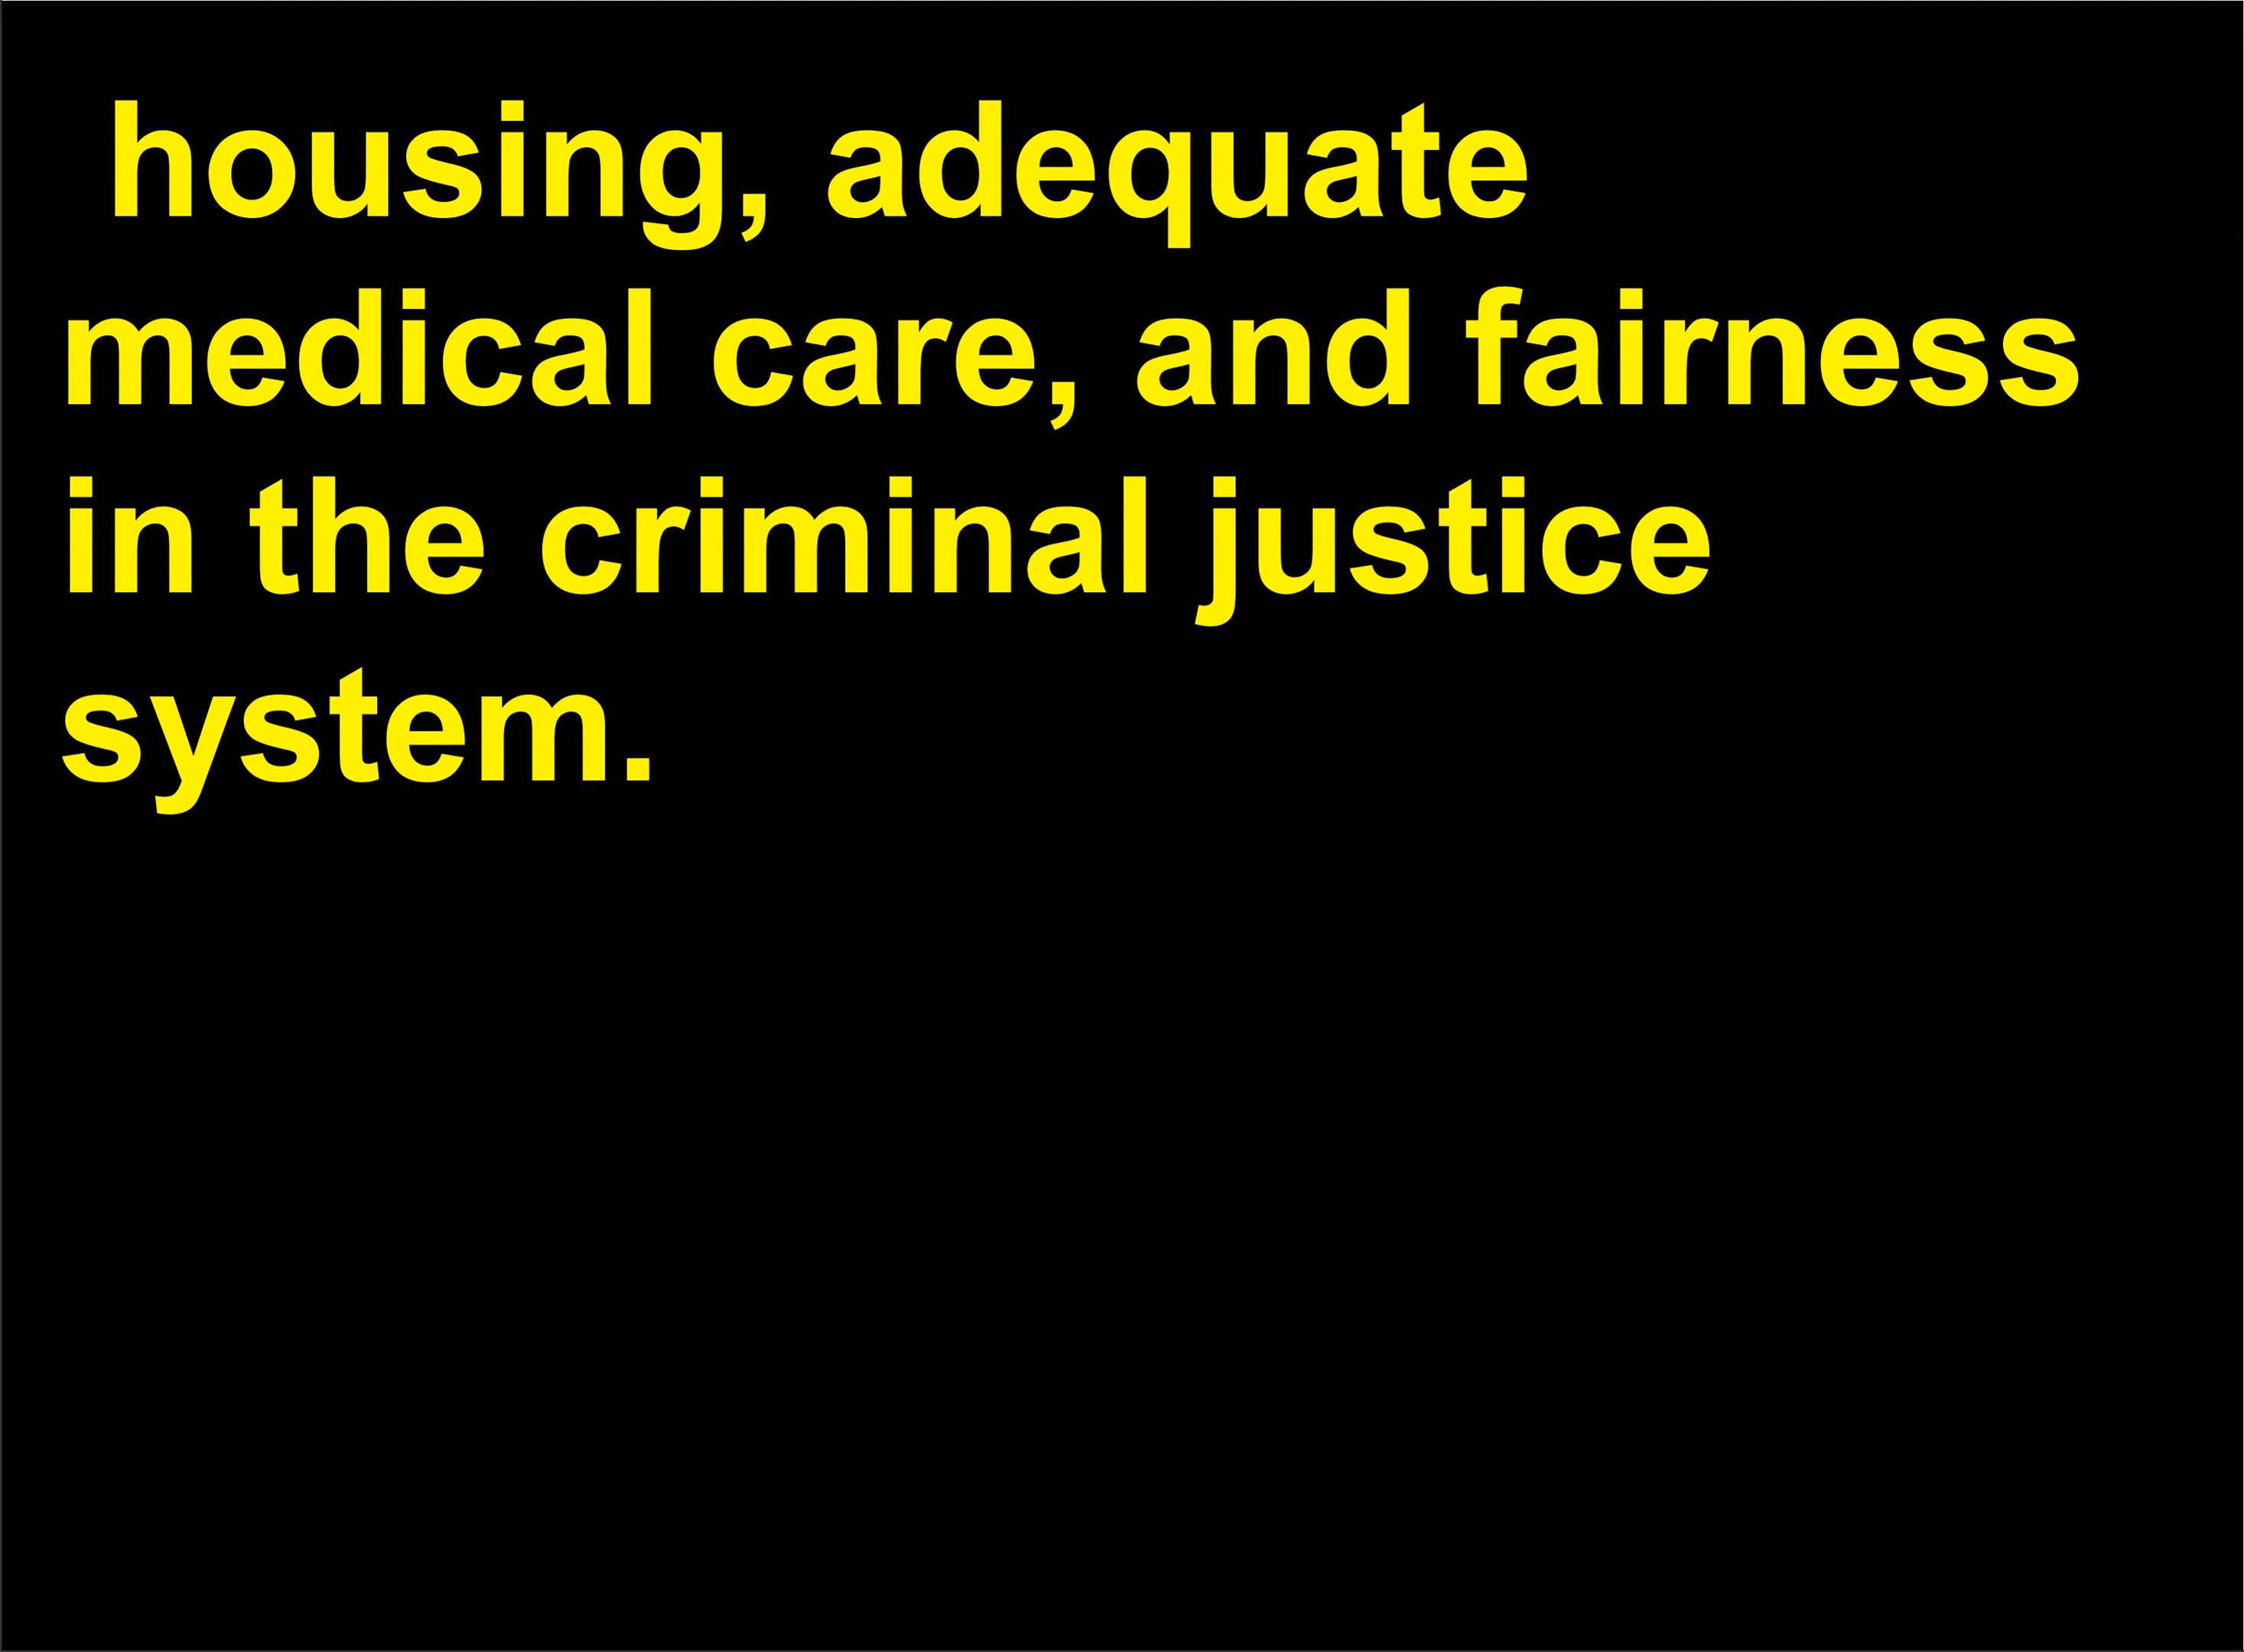 housing, adequate
medical care, and fairness
in the criminal justice
system.